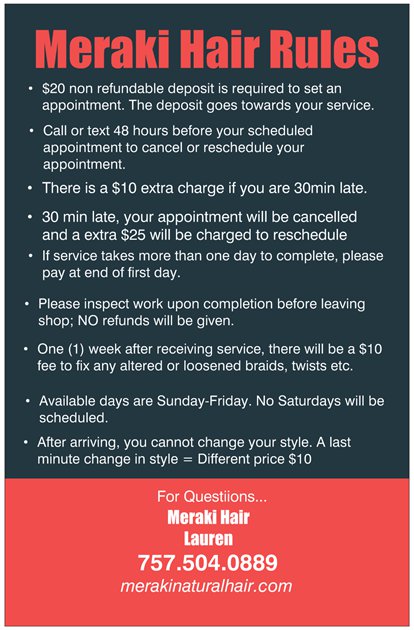 Meraki Hair Rules
• $20 non refundable deposit is required to set an
appointment. The deposit goes towards your service.
• Call or text 48 hours before your scheduled
appointment to cancel or reschedule your
appointment.
• There is a $10 extra charge if you are 30min late.
• 30 min late, your appointment will be cancelled
and a extra $25 will be charged to reschedule
• If service takes more than one day to complete, please
pay at end of first day.
• Please inspect work upon completion before leaving
shop; NO refunds will be given.
• One (1) week after receiving service, there will be a $10
fee to fix any altered or loosened braids, twists etc.
• Available days are Sunday-Friday. No Saturdays will be
scheduled.
• After arriving, you cannot change your style. A last
minute change in style = Different price $10
For Questiions...
Meraki Hair
Lauren
757.504.0889
merakinaturalhair.com